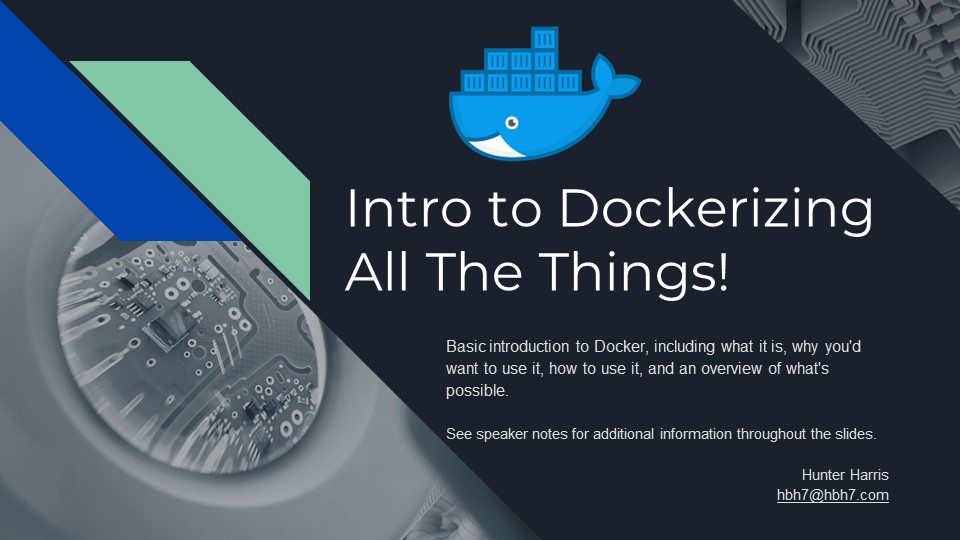 Intro to Dockerizing
All The Things!
Basic introduction to Docker, including what it is, why you'd
want to use it, how to use it, and an overview of what's
possible.
See speaker notes for additional information throughout the slides.
Hunter Harris
hbh7@hbh7.com